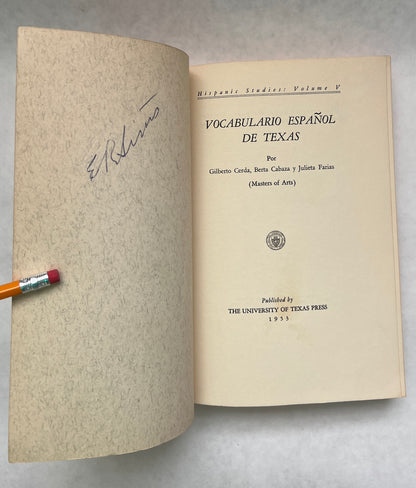 Hispanic Studies: Volume V
VOCABULARIO ESPAÑOL
DE TEXAS
Por
Gilberto Cerda, Berta Cabaza y Julieta Farias
(Masters of Arts)
Published by
THE UNIVERSITY OF TEXAS PRESS
1953